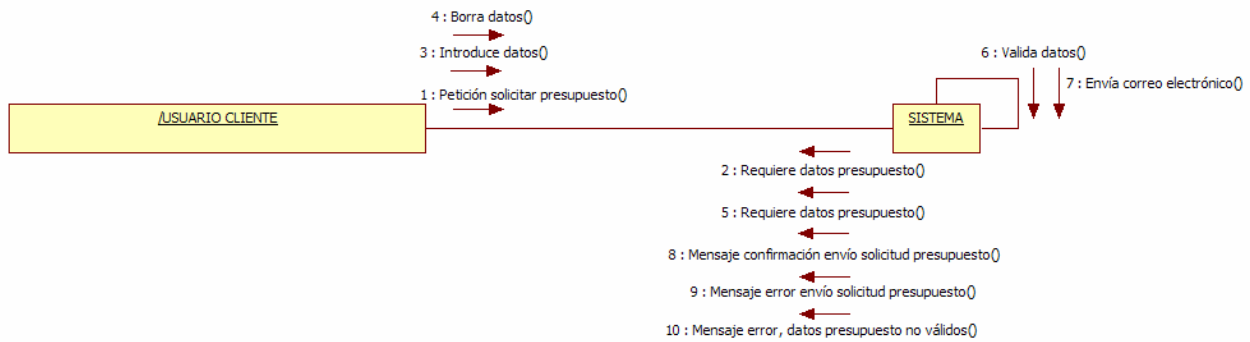 4 : Borra datos()
3 : Introduce datos()
1 : Petición solicitar presupuesto()
/USUARIO CLIENTE
6 : Valida datos()
7 : Envía correo electrónico()
SISTEMA
2 : Requiere datos presupuesto()
5 : Requiere datos presupuesto()
8 : Mensaje confirmación envío solicitud presupuesto()
9 : Mensaje error envío solicitud presupuesto()
10 : Mensaje error, datos presupuesto no válidos()